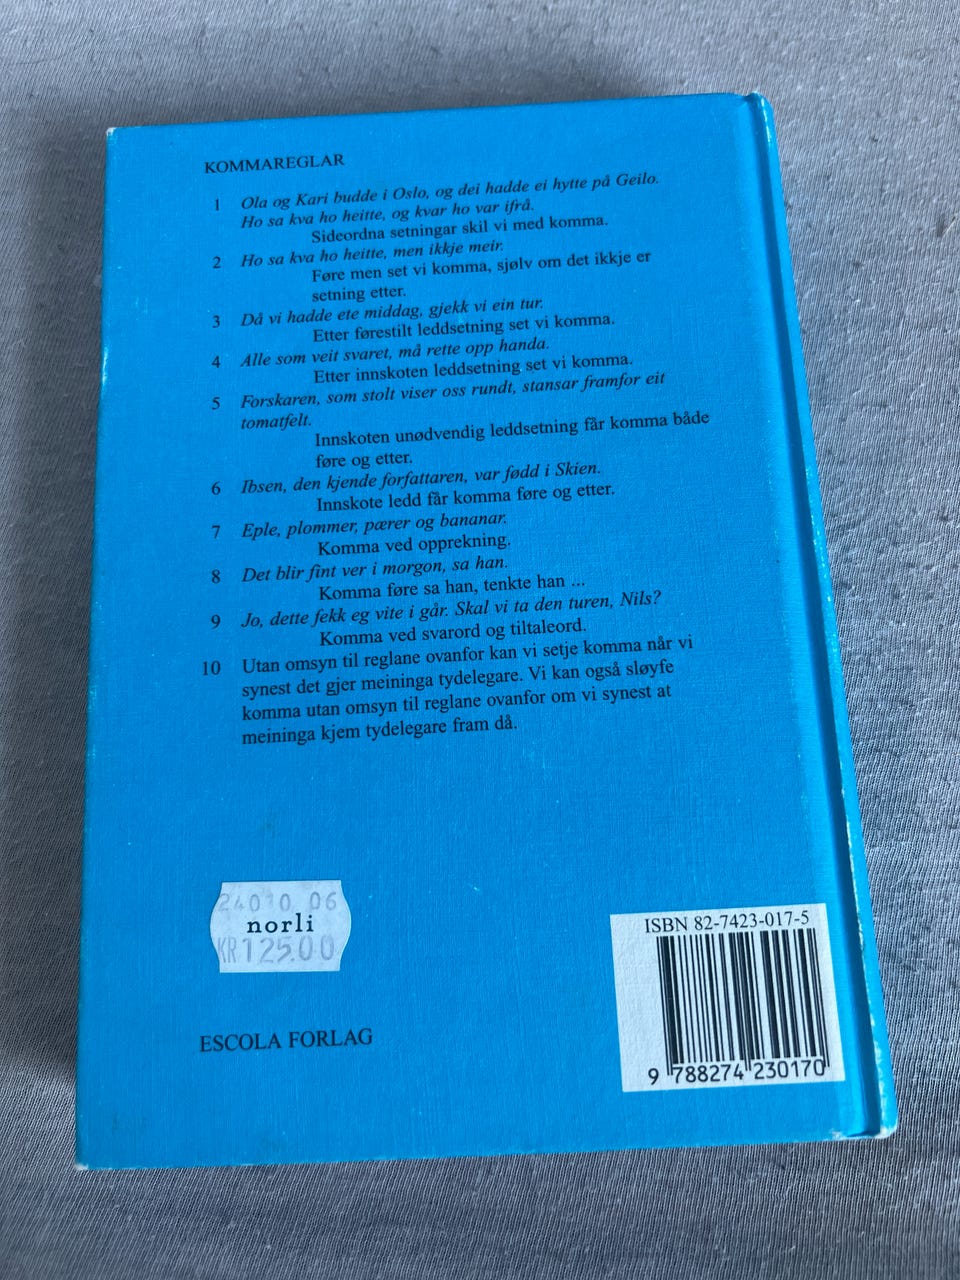 KOMMAREGLAR
1 Ola og Kari budde i Oslo, og dei hadde ei hytte på Geilo.
Ho sa kva ho heitte, og kvar ho var ifrå.
Sideordna setningar skil vi med komma.
2 Ho sa kva ho heitte, men ikkje meir.
Føre men set vi komma, sjølv om det ikkje er
setning etter.
3 Då vi hadde ete middag, gjekk vi ein tur.
Etter førestilt leddsetning set vi komma.
4 Alle som veit svaret, må rette opp handa.
Etter innskoten leddsetning set vi komma.
5 Forskaren, som stolt viser oss rundt, stansar framfor eit
tomatfelt.
Innskoten unødvendig leddsetning får komma både
føre og etter.
6 Ibsen, den kjende forfattaren, var fødd i Skien.
Innskote ledd får komma føre og etter.
7 Eple, plommer, pærer og bananar.
Komma ved opprekning.
8 Det blir fint ver i morgon, sa han.
Komma føre sa han, tenkte han ...
9 Jo, dette fekk eg vite i går. Skal vi ta den turen, Nils?
Komma ved svarord og tiltaleord.
10 Utan omsyn til reglane ovanfor kan vi setje komma når vi
synest det gjer meininga tydelegare. Vi kan også sløyfe
komma utan omsyn til reglane ovanfor om vi synest at
meininga kjem tydelegare fram då.
24010 06
norli
KR125.00
ISBN 82-7423-017-5
9 788274 230170
ESCOLA FORLAG